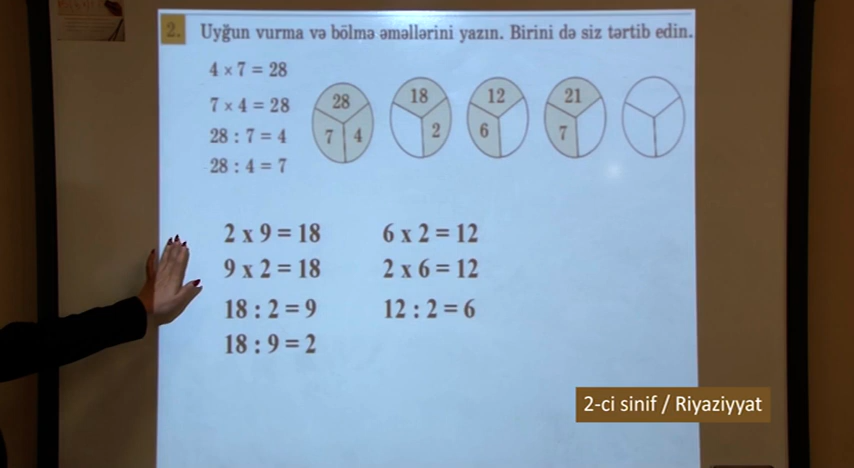 2. Uyğun vurma və bölmə əməllərini yazın. Birini də siz tərtib edin.
4 × 7 = 28
7 × 4 = 28
28 : 7 = 4
28 : 4 = 7
28 18 12 21
7 4 2 6 7
2 x 9 = 18 6 x 2 = 12
9 x 2 = 18 2 x 6 = 12
18 : 2 = 9 12 : 2 = 6
18 : 9 = 2
2-ci sinif / Riyaziyyat